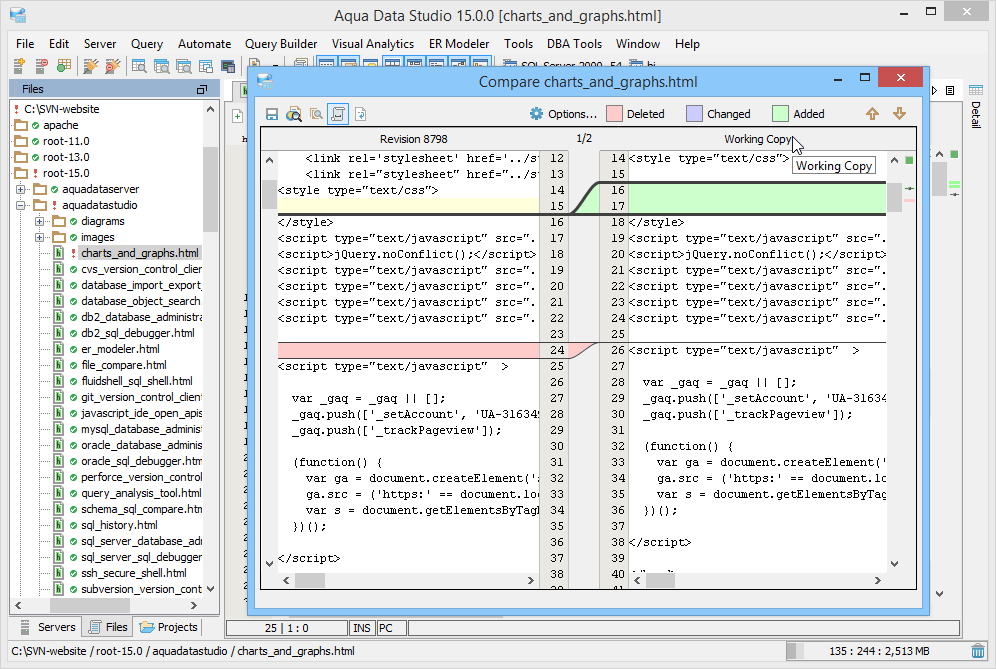 Aqua Data Studio 15.0.0 [charts_and_graphs.html]
File Edit Server Query Automate Query Builder Visual Analytics ER Modeler Tools DBA Tools Window Help
Files
C:\SVN-website
apache
root-11.0
root-13.0
root-15.0
aquadataserver
aquadatastudio
diagrams
images
charts_and_graphs.html
cvs_version_control_clier
database_import_export_
database_object_search
db2_database_administra
db2_sql_debugger.html
er_modeler.html
file_compare.html
fluidshell_sql_shell.html
git_version_control_client
javascript_ide_open_apis
mysql_database_adminis
oracle_database_adminis
oracle_sql_debugger.htm
perforce_version_control
query_analysis_tool.html
schema_sql_compare.htm
sql_history.html
sql_server_database_adı
sql_server_sql_debugger
ssh_secure_shell.html
subversion_version_cont
Servers Files Projects
Compare charts_and_graphs.html
Options... Deleted Changed Added
Revision 8798 1/2 Working Copy
Working Copy
<link rel='stylesheet' href='../st 12
<link rel="stylesheet" href="../st 13
<style type="text/css"> 14
15
</style> 16
<script type="text/javascript" src=". 17
<script>jQuery.noConflict();</script> 18
<script type="text/javascript" src=". 19
<script type="text/javascript" src=". 20
<script type="text/javascript" src=". 21
<script type="text/javascript" src=". 22
23
24
<script type="text/javascript" > 25
26
var _gaq = _gaq || []; 27
_gaq.push(['_setAccount', 'UA-316349 28
_gaq.push(['_trackPageview']); 29
30
(function() { 31
var ga = document.createElement('s 32
ga.src = ('https:' == document.loc 33
var s = document.getElementsByTagN 34
})(); 35
36
</script> 37
38
14 <style type="text/css">
15
16
17
18 </style>
19 <script type="text/javascript" src=".
20 <script>jQuery.noConflict();</script>
21 <script type="text/javascript" src=".
22 <script type="text/javascript" src=".
23 <script type="text/javascript" src=".
24 <script type="text/javascript" src=".
25
26 <script type="text/javascript" >
27
28 var _gaq = _gaq || [];
29 _gaq.push(['_setAccount', 'UA-31634
30 _gaq.push(['_trackPageview']);
31
32 (function() {
33 var ga = document.createElement('
34 ga.src = ('https:' == document.lo
35 var s = document.getElementsByTag
36 })();
37
38 </script>
39
40
Detail
25 | 1 : 0 INS PC
C:\SVN-website / root-15.0 / aquadatastudio / charts_and_graphs.html 135 : 244 : 2,513 MB